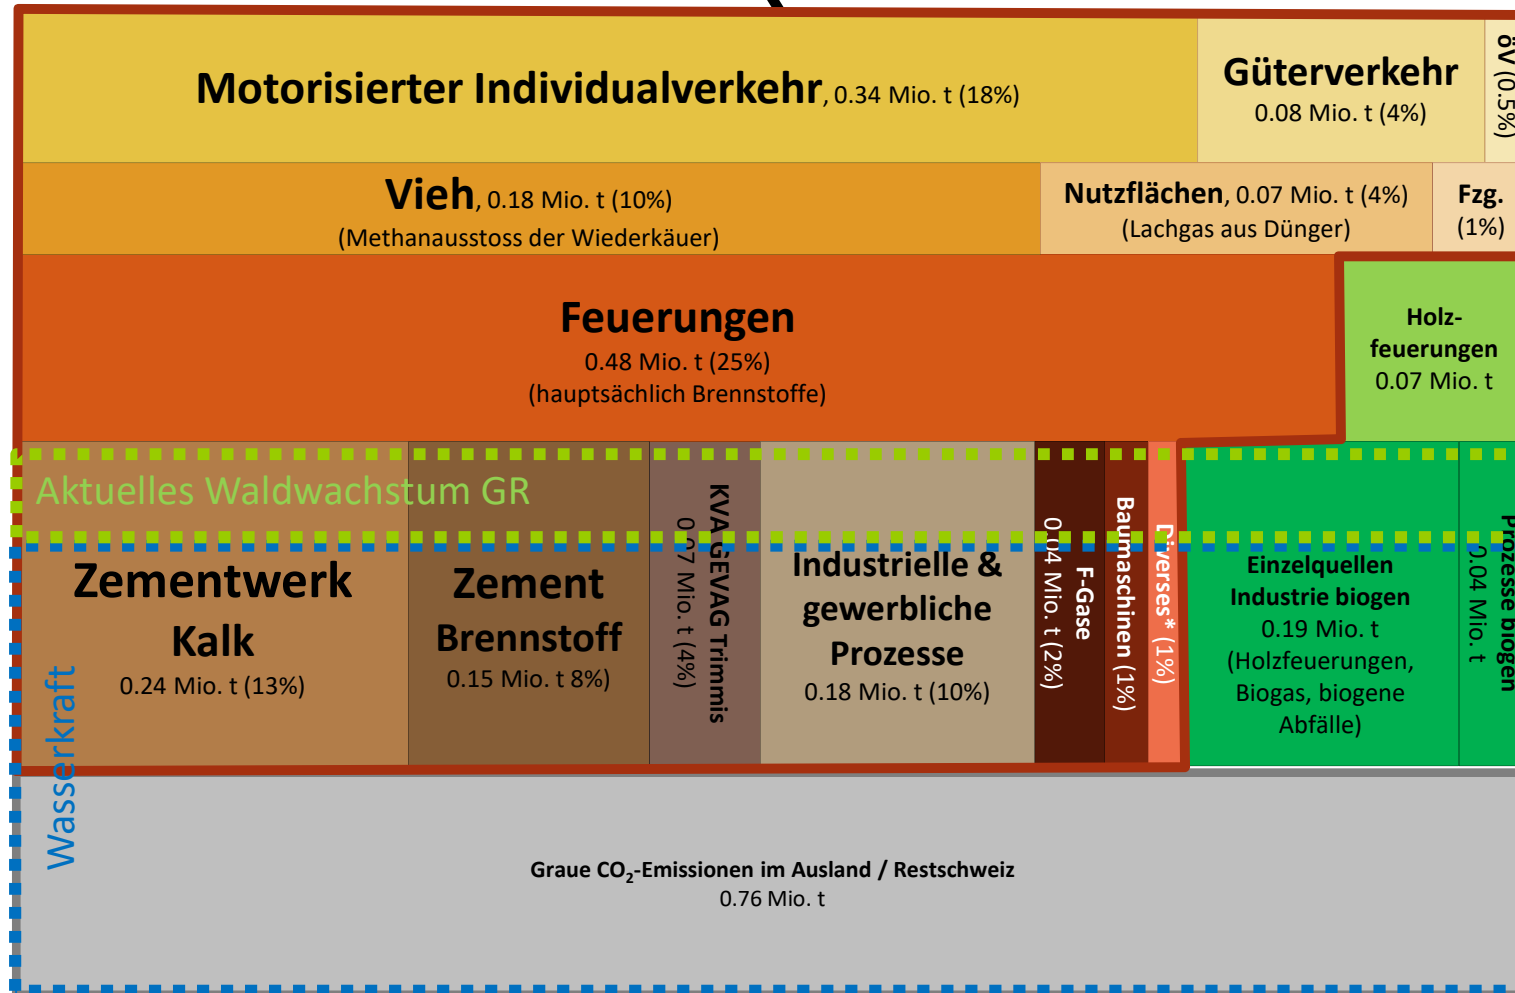 Motorisierter Individualverkehr, 0.34 Mio. t (18%)
Güterverkehr
0.08 Mio. t (4%)
öV (0.5%)
Vieh, 0.18 Mio. t (10%)
(Methanausstoss der Wiederkäuer)
Nutzflächen, 0.07 Mio. t (4%)
(Lachgas aus Dünger)
Fzg.
(1%)
Feuerungen
0.48 Mio. t (25%)
(hauptsächlich Brennstoffe)
Holz-
feuerungen
0.07 Mio. t
Aktuelles Waldwachstum GR
Zementwerk
Kalk
0.24 Mio. t (13%)
Zement
Brennstoff
0.15 Mio. t 8%)
KVA GEVAG Trimmis
0.07 Mio. t (4%)
Industrielle &
gewerbliche
Prozesse
0.18 Mio. t (10%)
F-Gase
0.04 Mio. t (2%)
Baumaschinen (1%)
Diverses* (1%)
Einzelquellen
Industrie biogen
0.19 Mio. t
(Holzfeuerungen,
Biogas, biogene
Abfälle)
Prozesse biogen
0.04 Mio. t
Wasserkraft
Graue CO₂-Emissionen im Ausland / Restschweiz
0.76 Mio. t